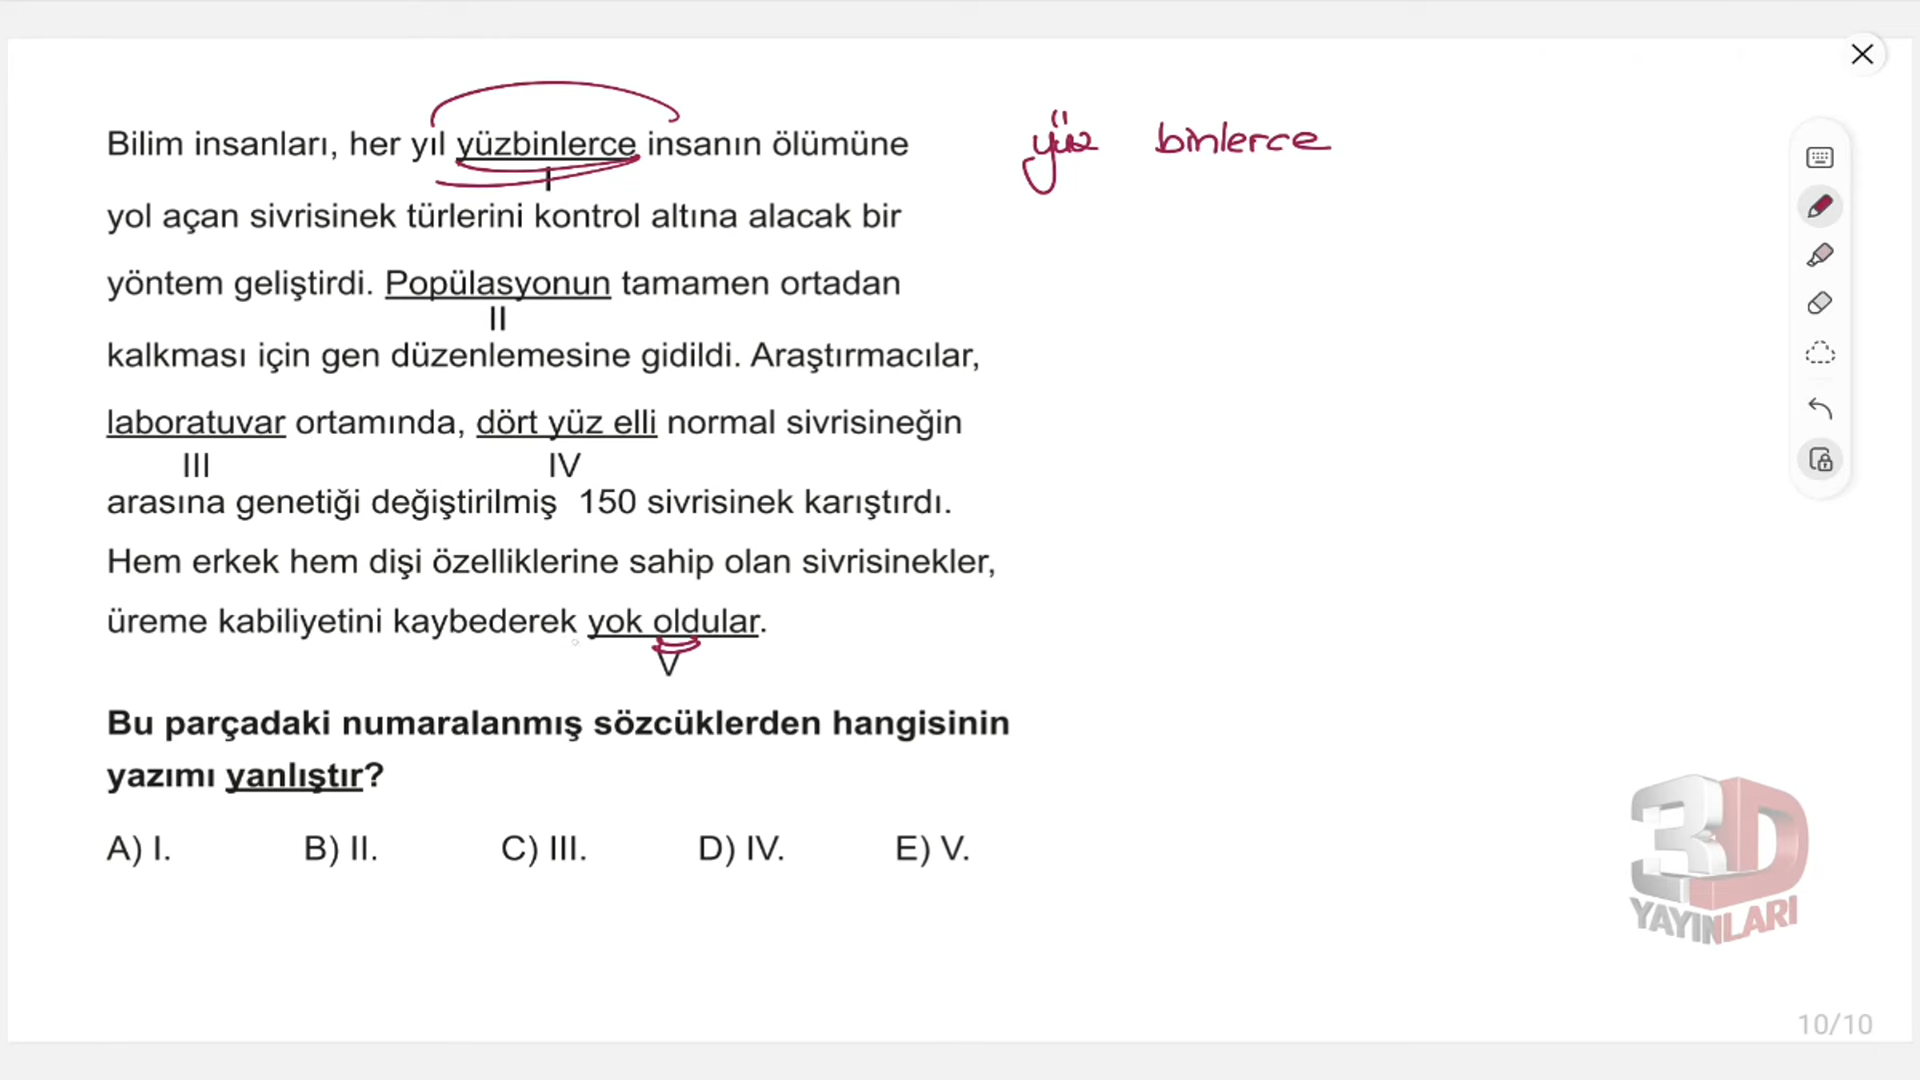 Bilim insanları, her yıl yüzbinlerce insanın ölümüne
yüz binlerce
I
yol açan sivrisinek türlerini kontrol altına alacak bir
yöntem geliştirdi. Popülasyonun tamamen ortadan
II
kalkması için gen düzenlemesine gidildi. Araştırmacılar,
laboratuvar ortamında, dört yüz elli normal sivrisineğin
III IV
arasına genetiği değiştirilmiş 150 sivrisinek karıştırdı.
Hem erkek hem dişi özelliklerine sahip olan sivrisinekler,
üreme kabiliyetini kaybederek yok oldular.
V
Bu parçadaki numaralanmış sözcüklerden hangisinin
yazımı yanlıştır?
A) I. B) II. C) III. D) IV. E) V.
3D
YAYINLARI
10/10